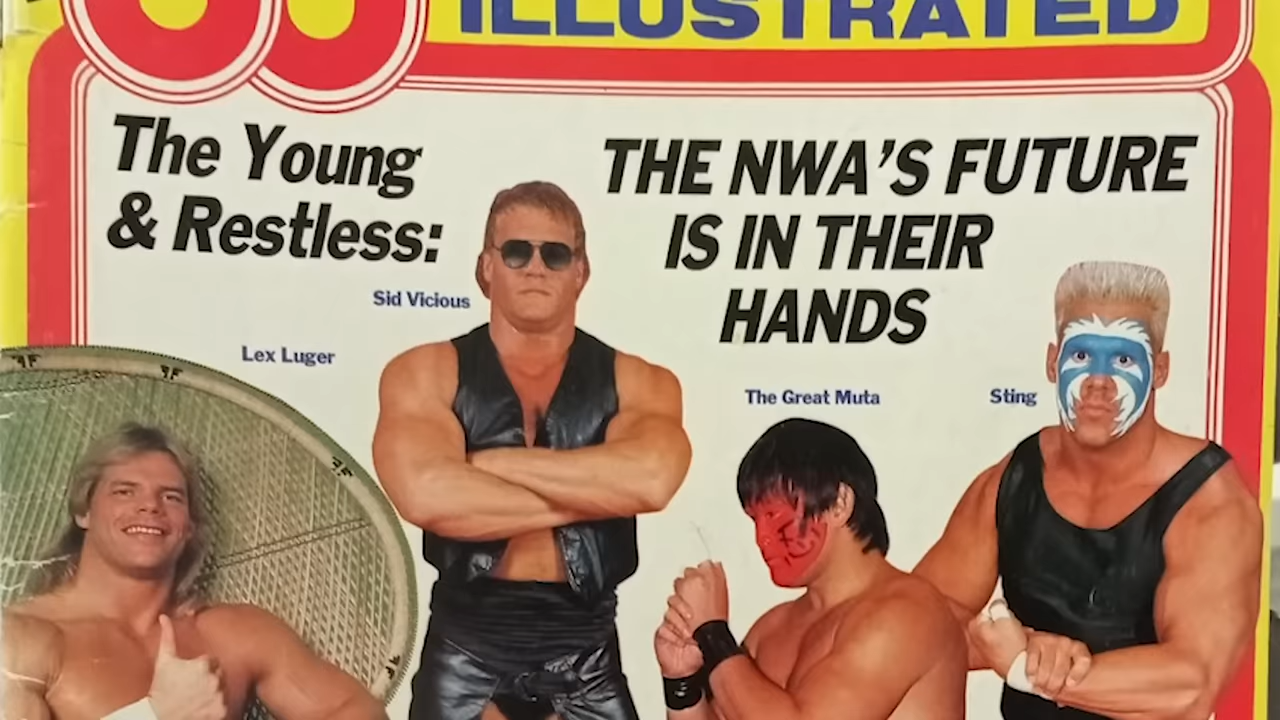 ILLUSTRATED
The Young
& Restless:
THE NWA'S FUTURE
IS IN THEIR
HANDS
Sid Vicious
Lex Luger
The Great Muta
Sting